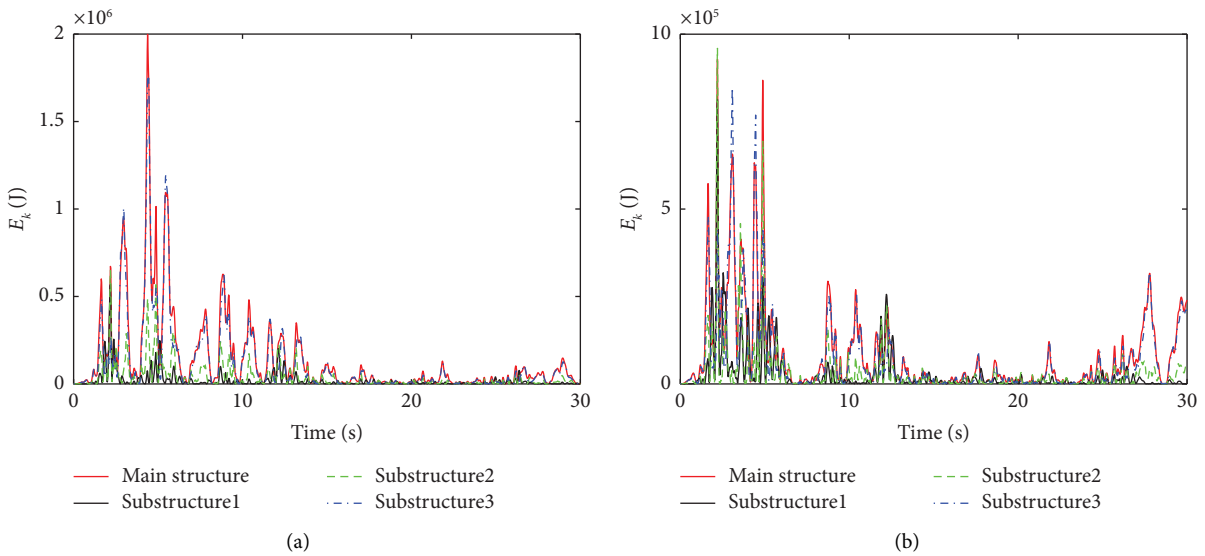 ×10⁶
2
1.5
1
0.5
0
E_k (J)
0 10 20 30
Time (s)
Main structure
Substructure1
Substructure2
Substructure3
(a)
×10⁵
10
5
0
E_k (J)
0 10 20 30
Time (s)
Main structure
Substructure1
Substructure2
Substructure3
(b)